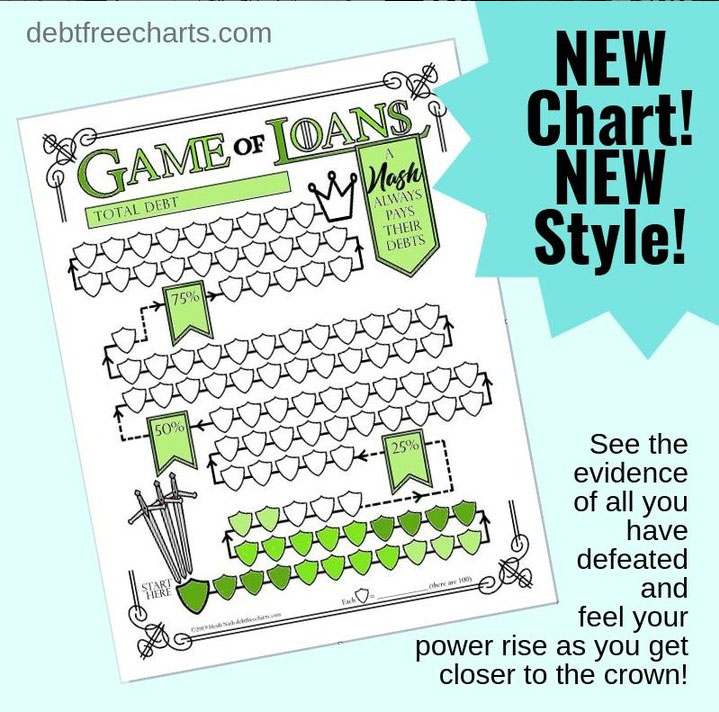 debtfreecharts.com
NEW
Chart!
NEW
Style!
GAME OF LOANS
TOTAL DEBT
A
Nash
ALWAYS
PAYS
THEIR
DEBTS
75%
50%
25%
START
HERE
Each = (there are 100)
©2019 Heidi Nash debtfreecharts.com
See the
evidence
of all you
have
defeated
and
feel your
power rise as you get
closer to the crown!